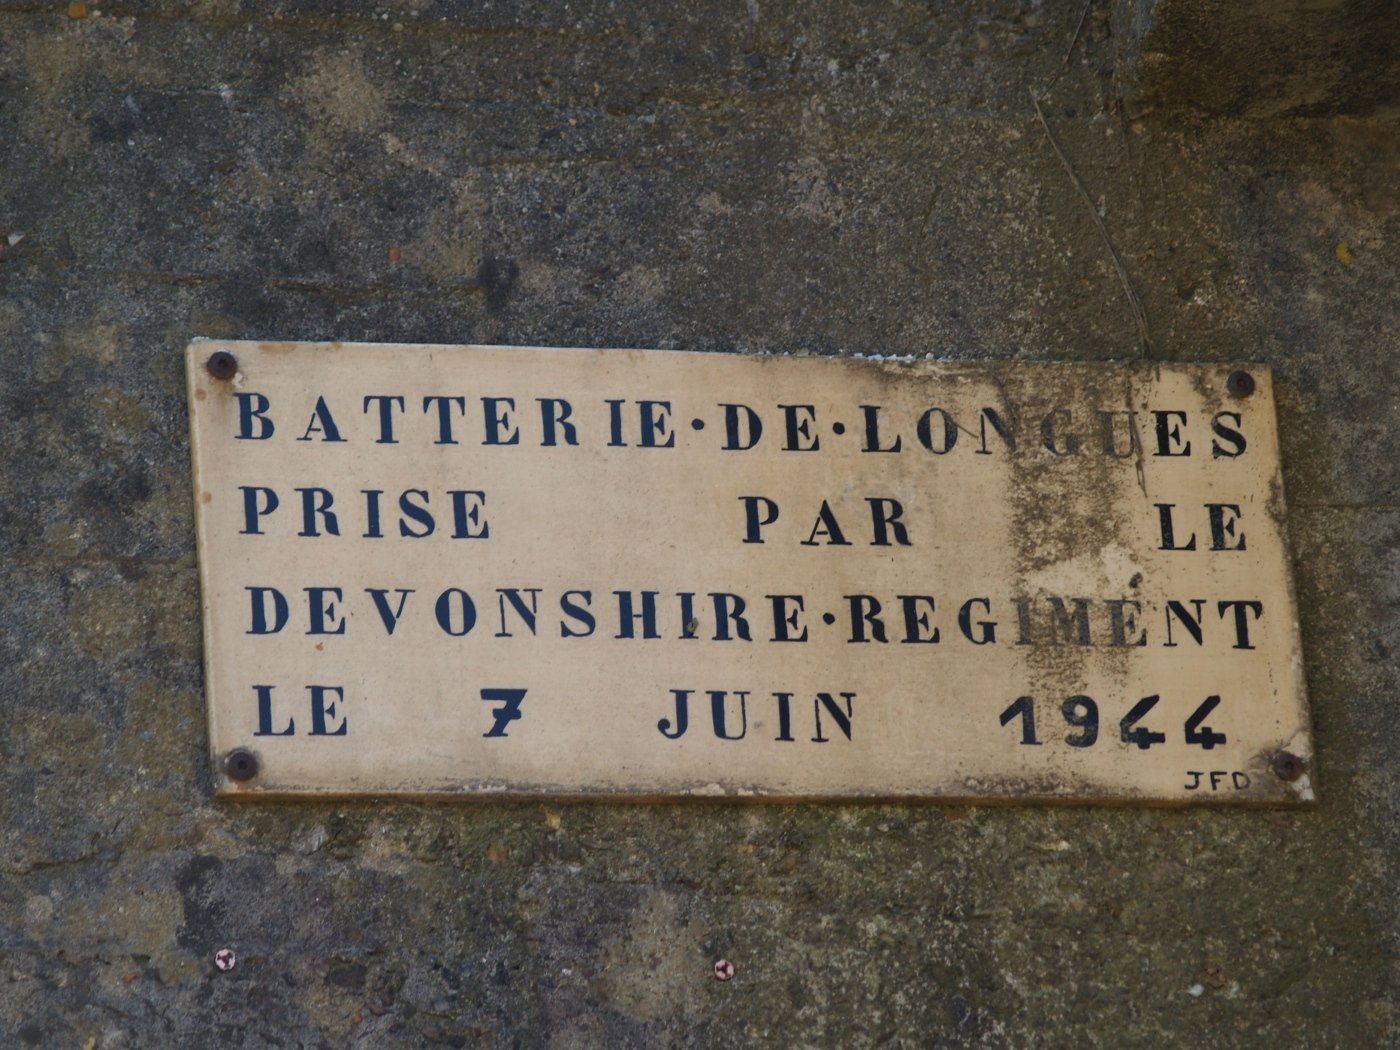 BATTERIE·DE·LONGUES
PRISE PAR LE
DEVONSHIRE·REGIMENT
LE 7 JUIN 1944
JFD